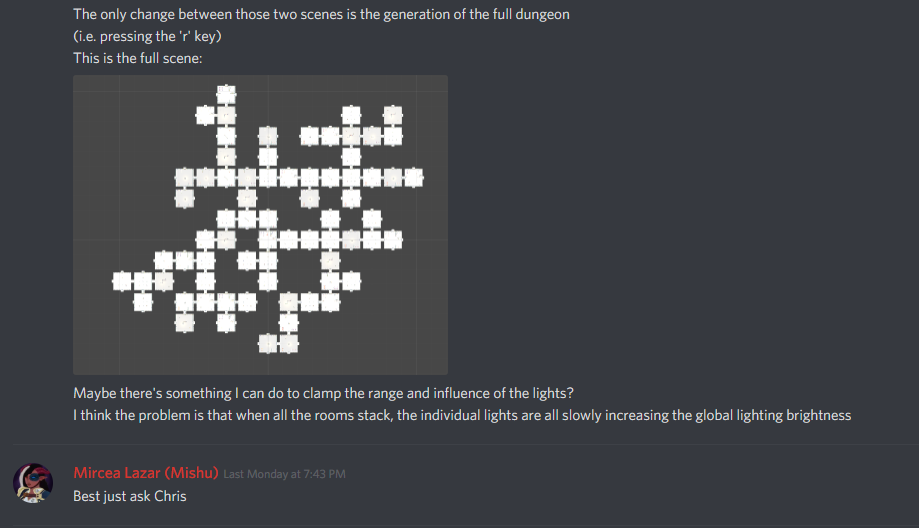 The only change between those two scenes is the generation of the full dungeon
(i.e. pressing the 'r' key)
This is the full scene:
Maybe there's something I can do to clamp the range and influence of the lights?
I think the problem is that when all the rooms stack, the individual lights are all slowly increasing the global lighting brightness
Mircea Lazar (Mishu) Last Monday at 7:43 PM
Best just ask Chris